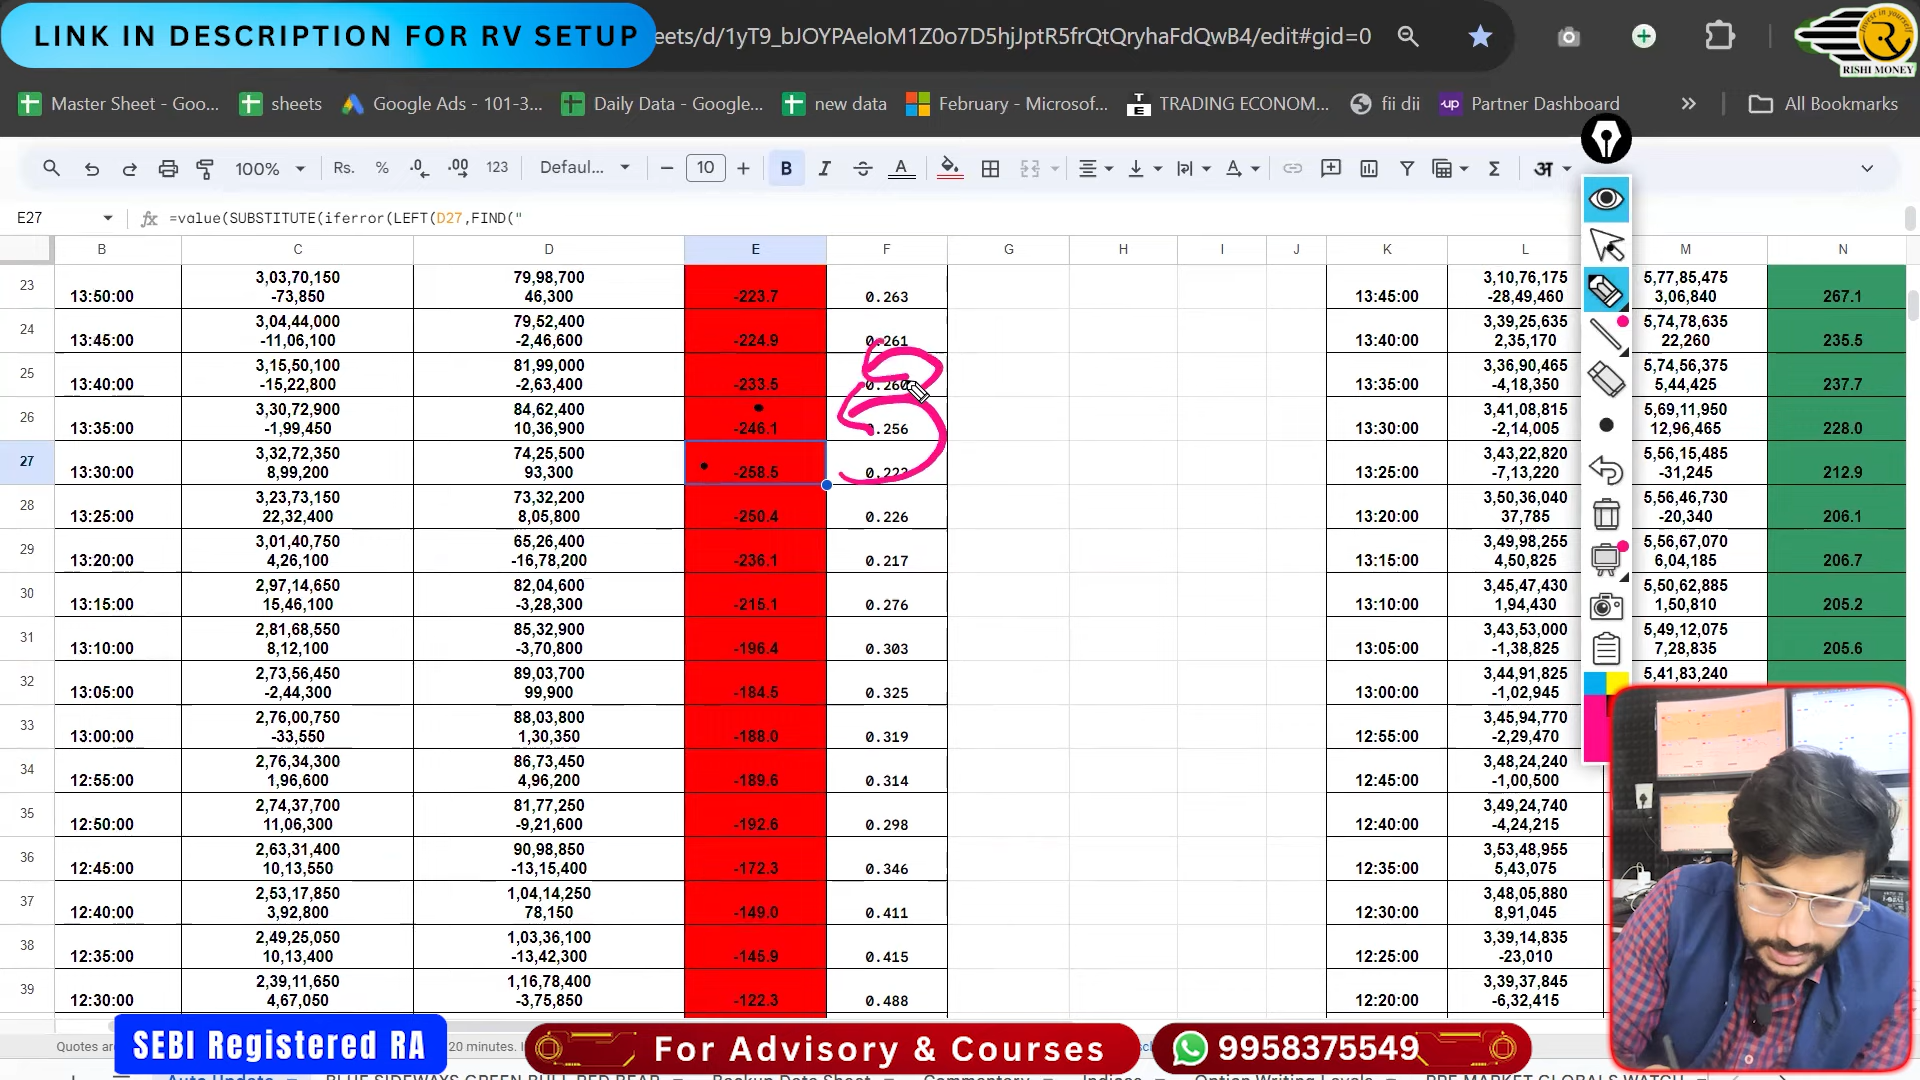 LINK IN DESCRIPTION FOR RV SETUP
eets/d/1yT9_bJOYPAeloM1Z0o7D5hjJptR5frQtQryhaFdQwB4/edit#gid=0
RISHI MONEY
Master Sheet - Goo... sheets Google Ads - 101-3... Daily Data - Google... new data February - Microsof... TRADING ECONOM... fii dii Partner Dashboard » All Bookmarks
100% Rs. % .0 .00 123 Defaul... 10 B I A Σ अ
E27 fx =value(SUBSTITUTE(iferror(LEFT(D27,FIND("
B C D E F G H I J K L M N
23 13:50:00 3,03,70,150 79,98,700 -223.7 0.263 13:45:00 3,10,76,175 5,77,85,475 267.1
-73,850 46,300 -28,49,460 3,06,840
24 13:45:00 3,04,44,000 79,52,400 -224.9 0.261 13:40:00 3,39,25,635 5,74,78,635 235.5
-11,06,100 -2,46,600 2,35,170 22,260
25 13:40:00 3,15,50,100 81,99,000 -233.5 0.260 13:35:00 3,36,90,465 5,74,56,375 237.7
-15,22,800 -2,63,400 -4,18,350 5,44,425
26 13:35:00 3,30,72,900 84,62,400 -246.1 0.256 13:30:00 3,41,08,815 5,69,11,950 228.0
-1,99,450 10,36,900 -2,14,005 12,96,465
27 13:30:00 3,32,72,350 74,25,500 -258.5 0.223 13:25:00 3,43,22,820 5,56,15,485 212.9
8,99,200 93,300 -7,13,220 -31,245
28 13:25:00 3,23,73,150 73,32,200 -250.4 0.226 13:20:00 3,50,36,040 5,56,46,730 206.1
22,32,400 8,05,800 37,785 -20,340
29 13:20:00 3,01,40,750 65,26,400 -236.1 0.217 13:15:00 3,49,98,255 5,56,67,070 206.7
4,26,100 -16,78,200 4,50,825 6,04,185
30 13:15:00 2,97,14,650 82,04,600 -215.1 0.276 13:10:00 3,45,47,430 5,50,62,885 205.2
15,46,100 -3,28,300 1,94,430 1,50,810
31 13:10:00 2,81,68,550 85,32,900 -196.4 0.303 13:05:00 3,43,53,000 5,49,12,075 205.6
8,12,100 -3,70,800 -1,38,825 7,28,835
32 13:05:00 2,73,56,450 89,03,700 -184.5 0.325 13:00:00 3,44,91,825 5,41,83,240
-2,44,300 99,900 -1,02,945
33 13:00:00 2,76,00,750 88,03,800 -188.0 0.319 12:55:00 3,45,94,770
-33,550 1,30,350 -2,29,470
34 12:55:00 2,76,34,300 86,73,450 -189.6 0.314 12:45:00 3,48,24,240
1,96,600 4,96,200 -1,00,500
35 12:50:00 2,74,37,700 81,77,250 -192.6 0.298 12:40:00 3,49,24,740
11,06,300 -9,21,600 -4,24,215
36 12:45:00 2,63,31,400 90,98,850 -172.3 0.346 12:35:00 3,53,48,955
10,13,550 -13,15,400 5,43,075
37 12:40:00 2,53,17,850 1,04,14,250 -149.0 0.411 12:30:00 3,48,05,880
3,92,800 78,150 8,91,045
38 12:35:00 2,49,25,050 1,03,36,100 -145.9 0.415 12:25:00 3,39,14,835
10,13,400 -13,42,300 -23,010
39 12:30:00 2,39,11,650 1,16,78,400 -122.3 0.488 12:20:00 3,39,37,845
4,67,050 -3,75,850 -6,32,415
Quotes are
SEBI Registered RA
20 minutes.
For Advisory & Courses
9958375549